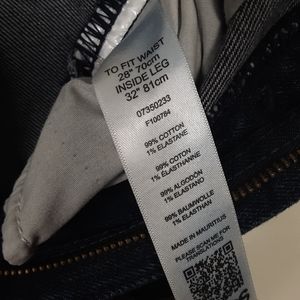 TO FIT WAIST
28" 70cm
INSIDE LEG
32" 81cm
07350233
F100784
99% COTTON
1% ELASTANE
99% COTON
1% ELASTHANNE
99% ALGODÓN
1% ELASTANO
99% BAUMWOLLE
1% ELASTHAN
MADE IN MAURITIUS
PLEASE SCAN ME FOR
TRANSLATIONS